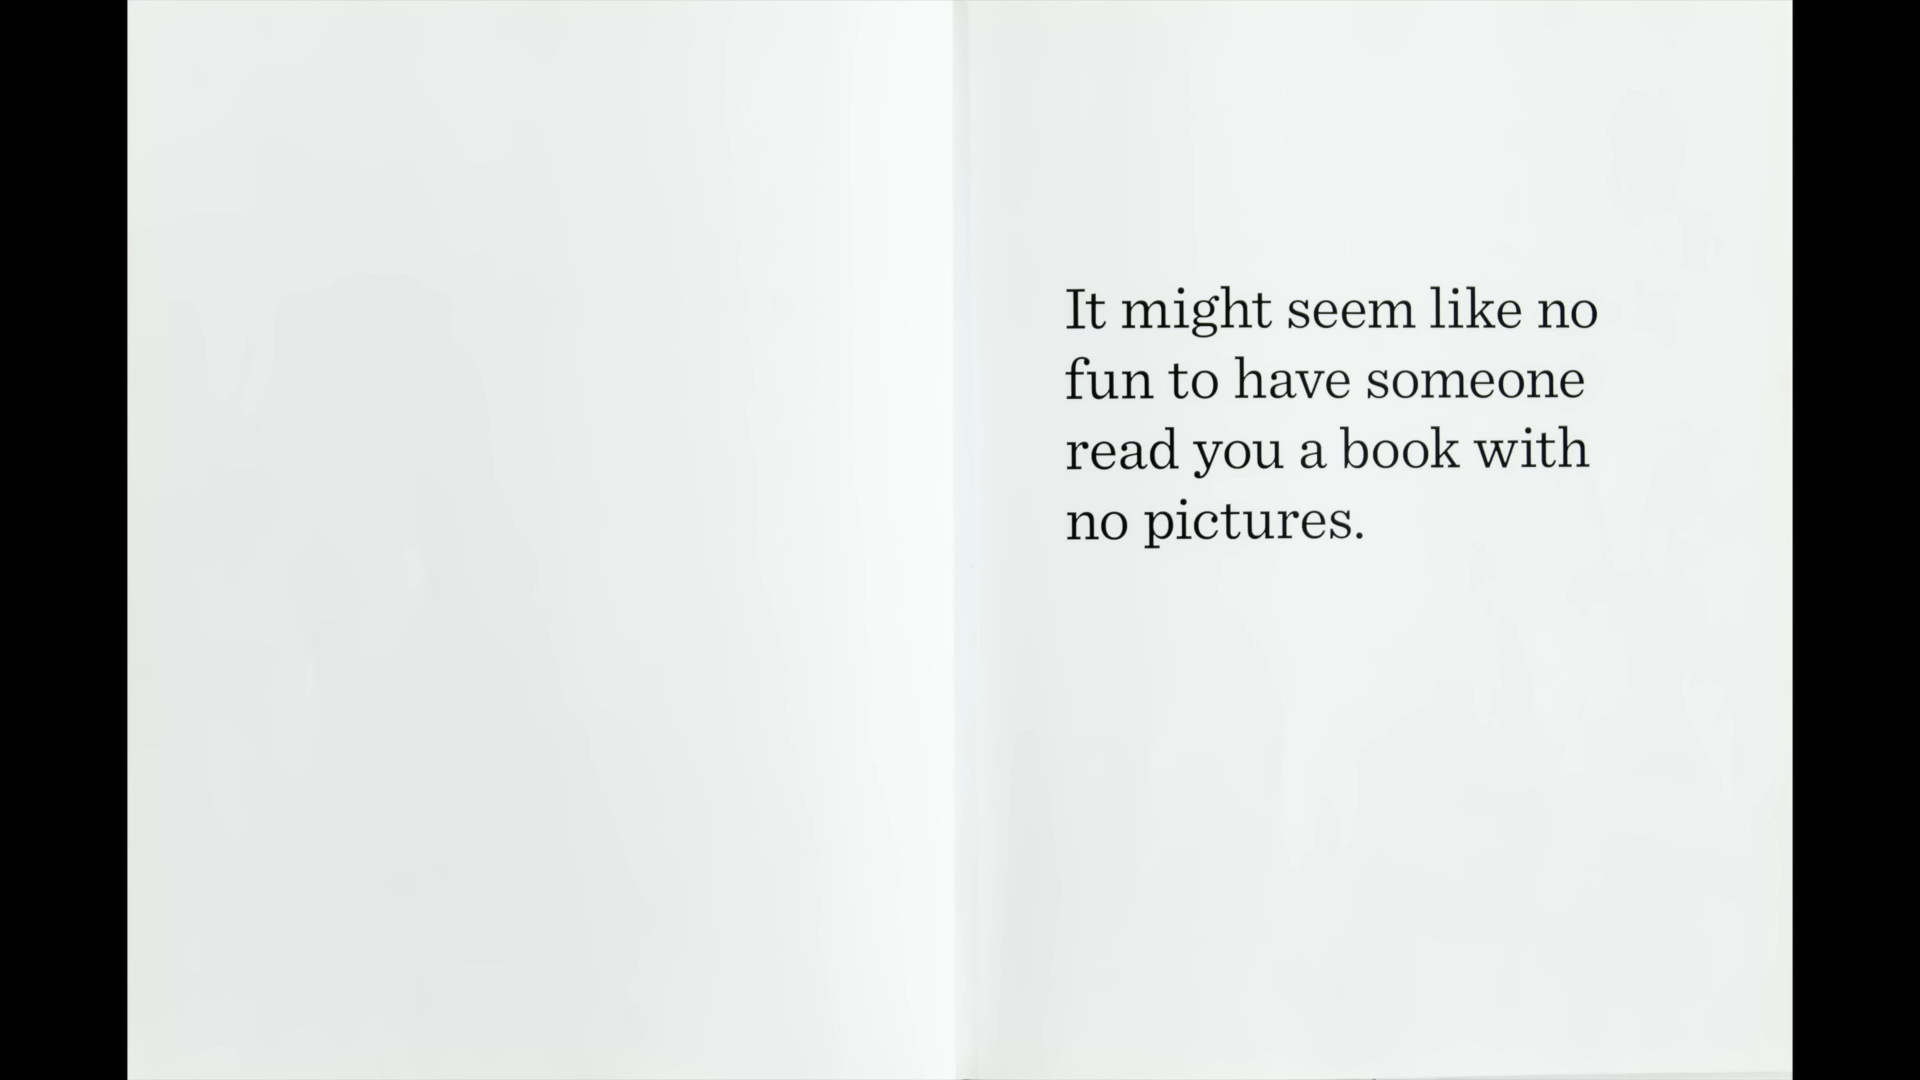 It might seem like no
fun to have someone
read you a book with
no pictures.